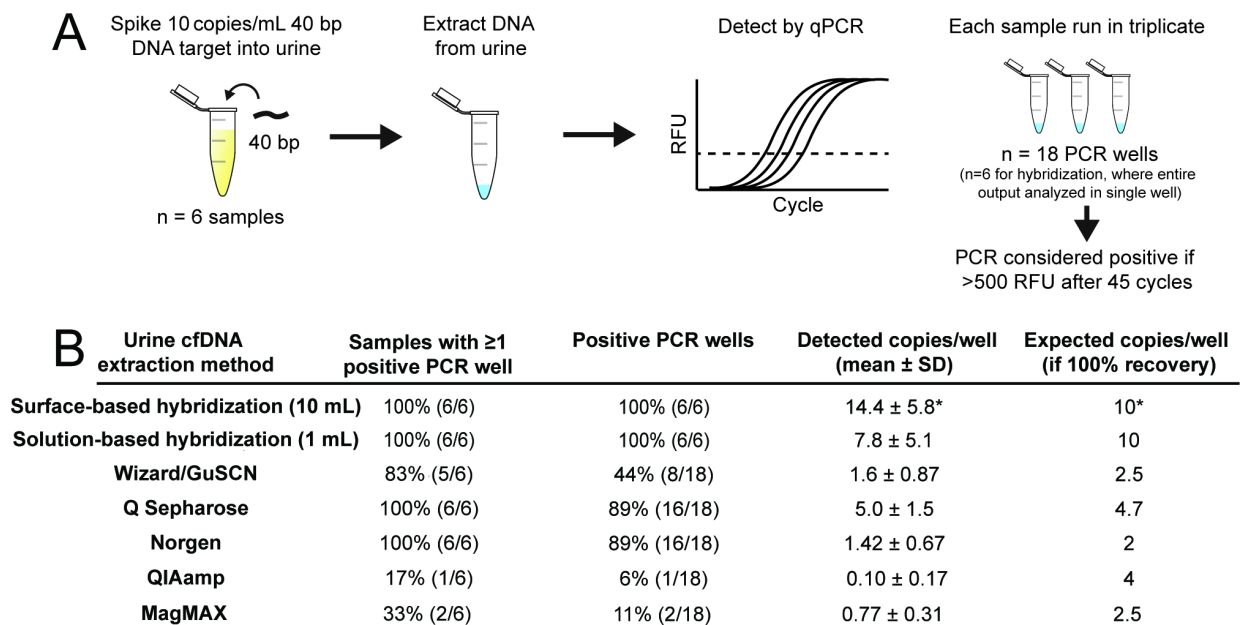 A
Spike 10 copies/mL 40 bp
DNA target into urine
40 bp
n = 6 samples
Extract DNA
from urine
Detect by qPCR
RFU
Cycle
Each sample run in triplicate
n = 18 PCR wells
(n=6 for hybridization, where entire
output analyzed in single well)
PCR considered positive if
>500 RFU after 45 cycles
B
Urine cfDNA
extraction method
Samples with ≥1
positive PCR well
Positive PCR wells
Detected copies/well
(mean ± SD)
Expected copies/well
(if 100% recovery)
Surface-based hybridization (10 mL) 100% (6/6) 100% (6/6) 14.4 ± 5.8* 10*
Solution-based hybridization (1 mL) 100% (6/6) 100% (6/6) 7.8 ± 5.1 10
Wizard/GuSCN 83% (5/6) 44% (8/18) 1.6 ± 0.87 2.5
Q Sepharose 100% (6/6) 89% (16/18) 5.0 ± 1.5 4.7
Norgen 100% (6/6) 89% (16/18) 1.42 ± 0.67 2
QIAamp 17% (1/6) 6% (1/18) 0.10 ± 0.17 4
MagMAX 33% (2/6) 11% (2/18) 0.77 ± 0.31 2.5